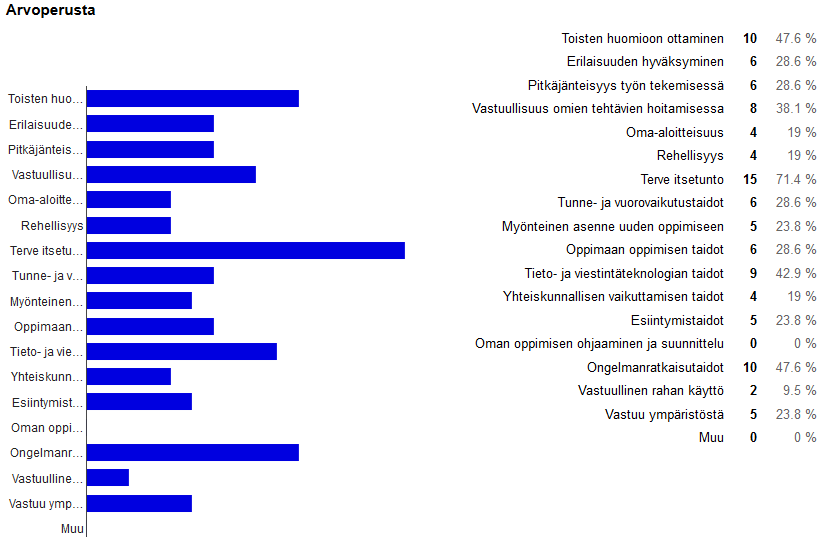 Arvoperusta
Toisten huo...
Erilaisuude...
Pitkäjänteis...
Vastuullisu...
Oma-aloitte...
Rehellisyys
Terve itsetu...
Tunne- ja v...
Myönteinen...
Oppimaan...
Tieto- ja vie...
Yhteiskunn...
Esiintymist...
Oman oppi...
Ongelmanr...
Vastuulline...
Vastuu ymp...
Muu
Toisten huomioon ottaminen 10 47.6 %
Erilaisuuden hyväksyminen 6 28.6 %
Pitkäjänteisyys työn tekemisessä 6 28.6 %
Vastuullisuus omien tehtävien hoitamisessa 8 38.1 %
Oma-aloitteisuus 4 19 %
Rehellisyys 4 19 %
Terve itsetunto 15 71.4 %
Tunne- ja vuorovaikutustaidot 6 28.6 %
Myönteinen asenne uuden oppimiseen 5 23.8 %
Oppimaan oppimisen taidot 6 28.6 %
Tieto- ja viestintäteknologian taidot 9 42.9 %
Yhteiskunnallisen vaikuttamisen taidot 4 19 %
Esiintymistaidot 5 23.8 %
Oman oppimisen ohjaaminen ja suunnittelu 0 0 %
Ongelmanratkaisutaidot 10 47.6 %
Vastuullinen rahan käyttö 2 9.5 %
Vastuu ympäristöstä 5 23.8 %
Muu 0 0 %